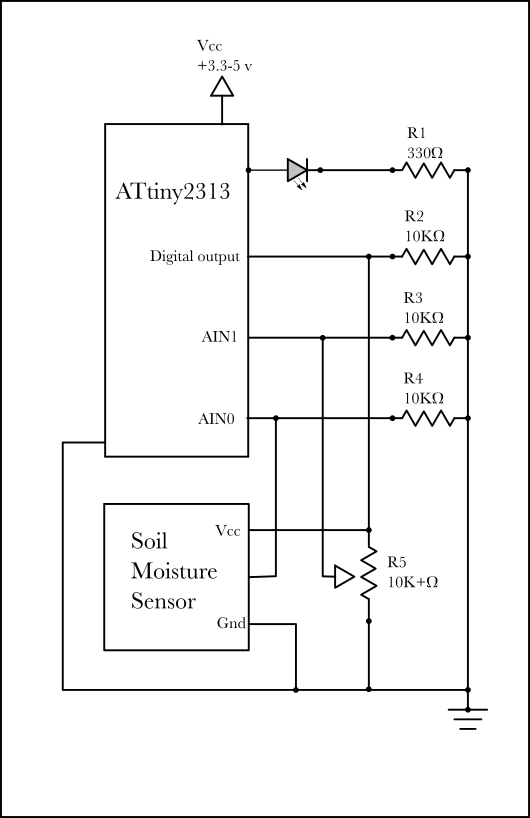 Vcc
+3.3-5 v
R1
330Ω
ATtiny2313
R2
10KΩ
Digital output
R3
10KΩ
AIN1
R4
10KΩ
AIN0
Vcc
Soil
Moisture
Sensor
R5
10K+Ω
Gnd